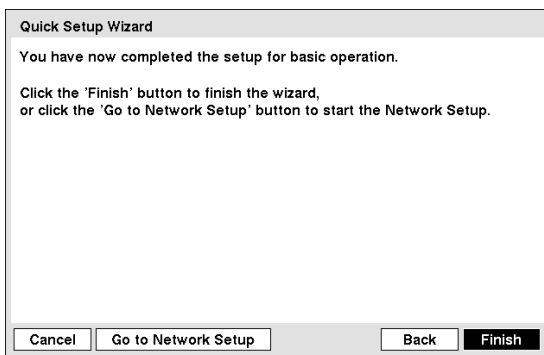 Quick Setup Wizard
You have now completed the setup for basic operation.
Click the 'Finish' button to finish the wizard,
or click the 'Go to Network Setup' button to start the Network Setup.
Cancel Go to Network Setup Back Finish